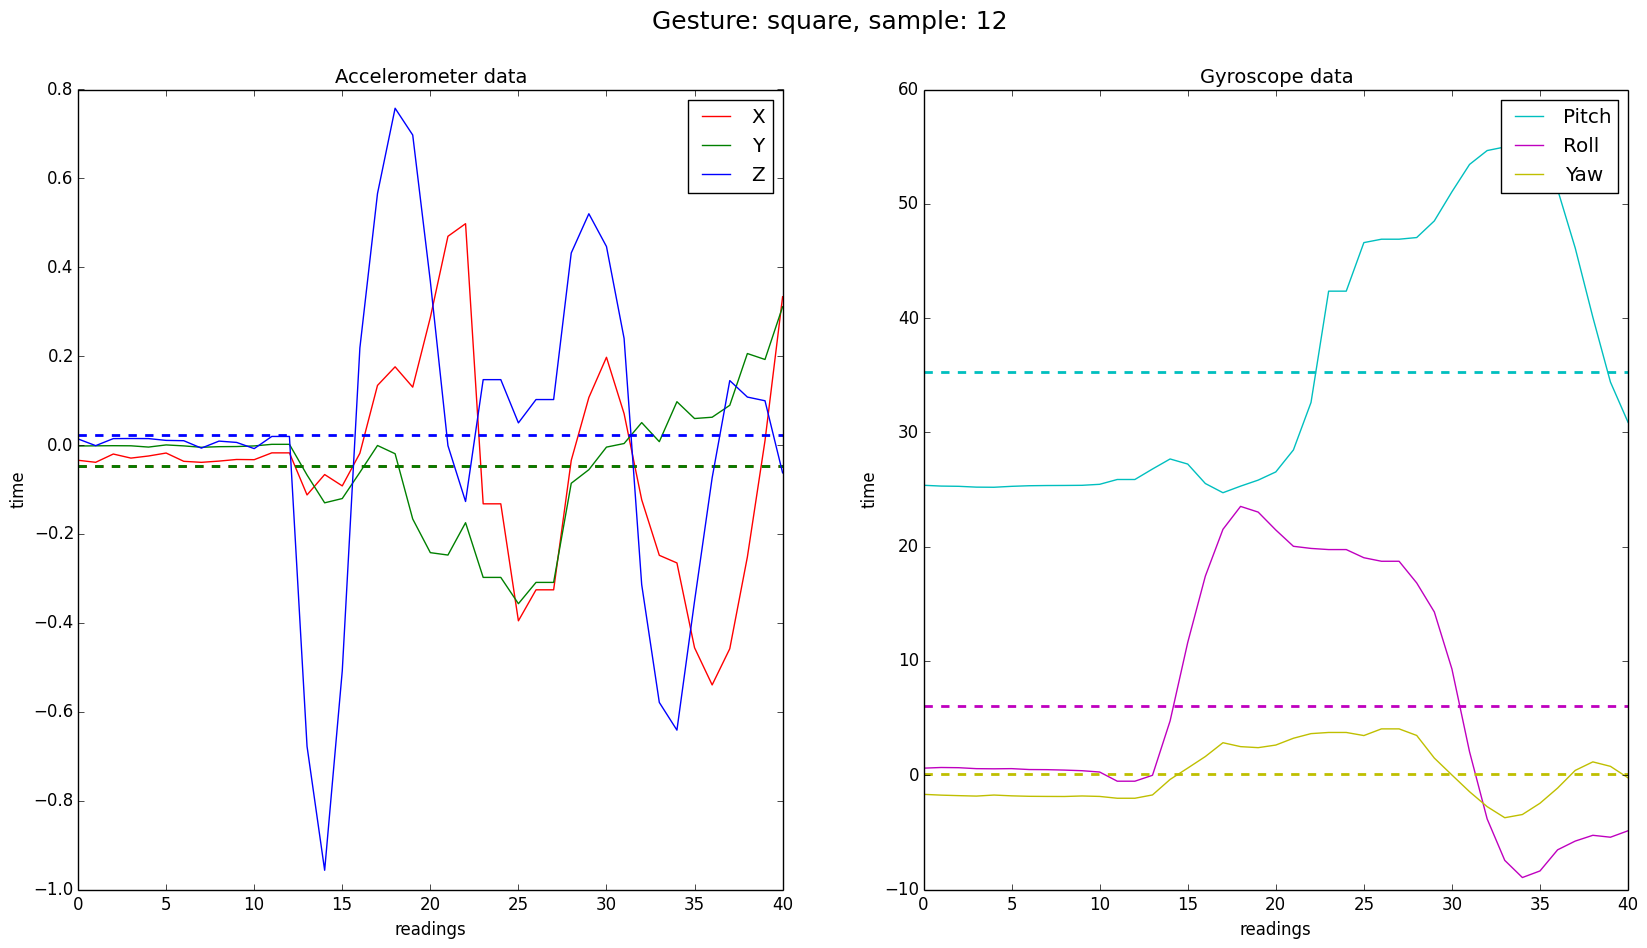 Gesture: square, sample: 12
Accelerometer data
0.8
0.6
0.4
0.2
0.0
−0.2
−0.4
−0.6
−0.8
−1.0
time
0 5 10 15 20 25 30 35 40
readings
X
Y
Z
Gyroscope data
60
50
40
30
20
10
0
−10
time
0 5 10 15 20 25 30 35 40
readings
Pitch
Roll
Yaw